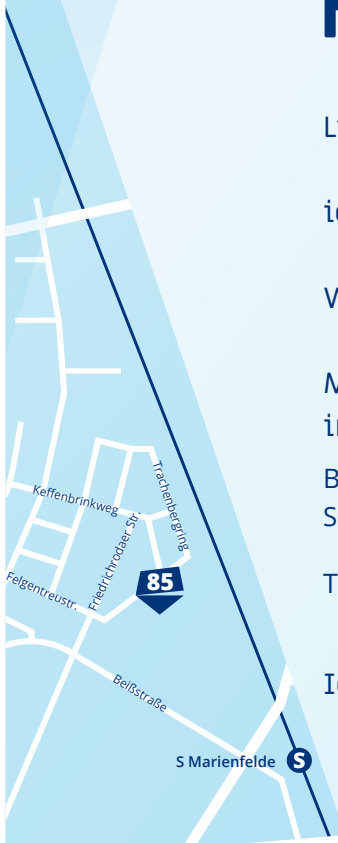 Keffenbrinkweg
Trachenbergring
Friedrichrodaer Str.
Felgentreustr.
85
Beißstraße
S Marienfelde
S